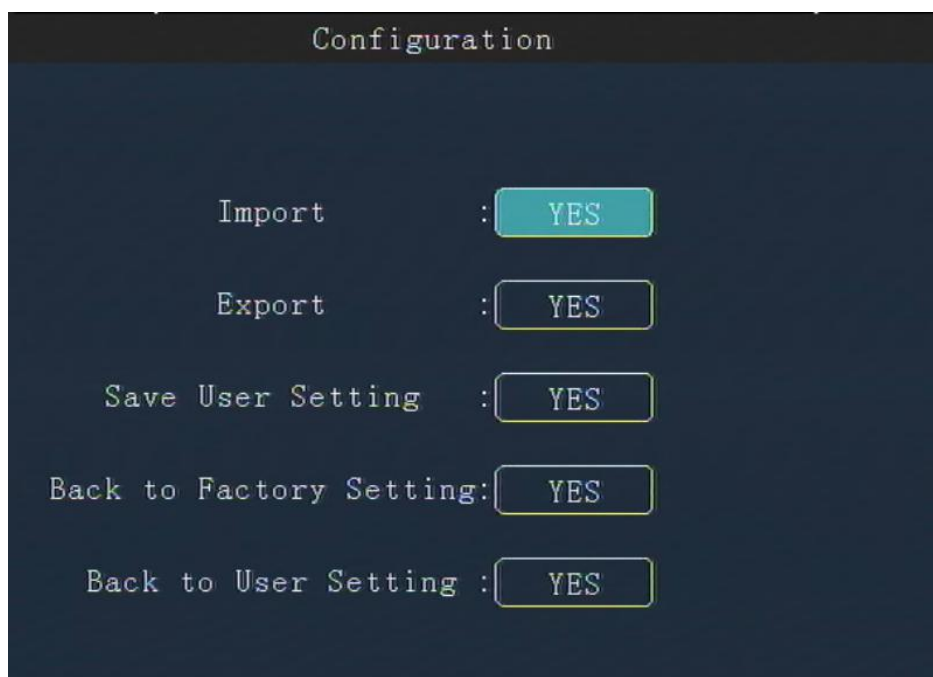 Configuration
Import : YES
Export : YES
Save User Setting : YES
Back to Factory Setting: YES
Back to User Setting : YES